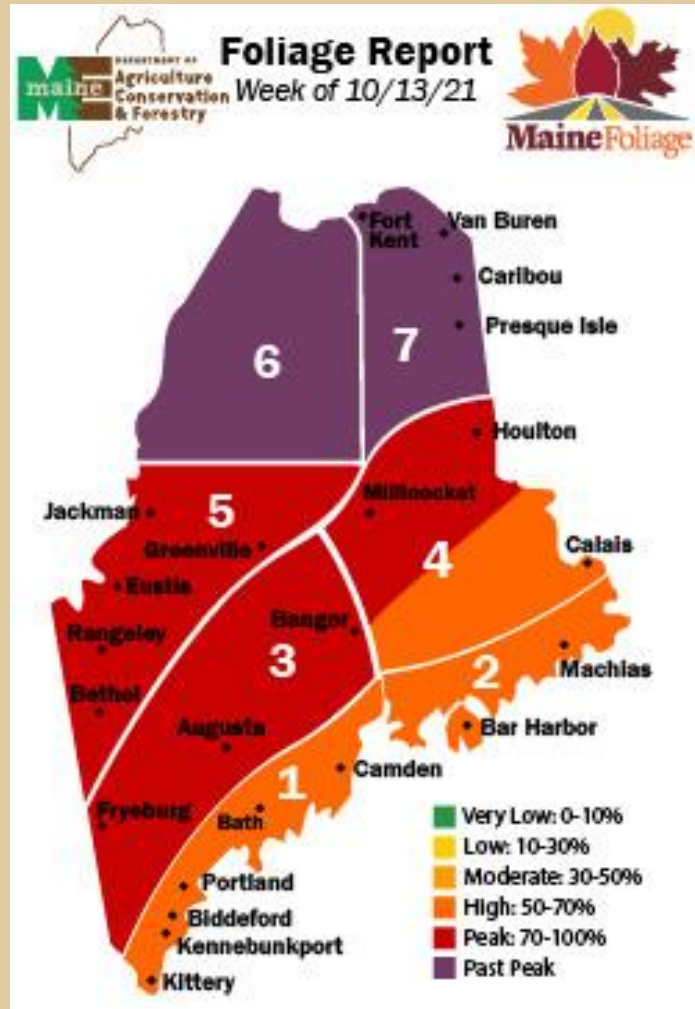 DEPARTMENT OF
maine
Agriculture
Conservation
& Forestry
Foliage Report
Week of 10/13/21
MaineFoliage
Fort
Kent
Van Buren
Caribou
Presque Isle
6
7
Houlton
Jackman
5
Millinocket
Greenville
4
Calais
Eustis
Bangor
Rangeley
3
2
Machias
Bethel
Augusta
Bar Harbor
1
Camden
Fryeburg
Bath
Very Low: 0-10%
Low: 10-30%
Moderate: 30-50%
High: 50-70%
Peak: 70-100%
Past Peak
Portland
Biddeford
Kennebunkport
Kittery